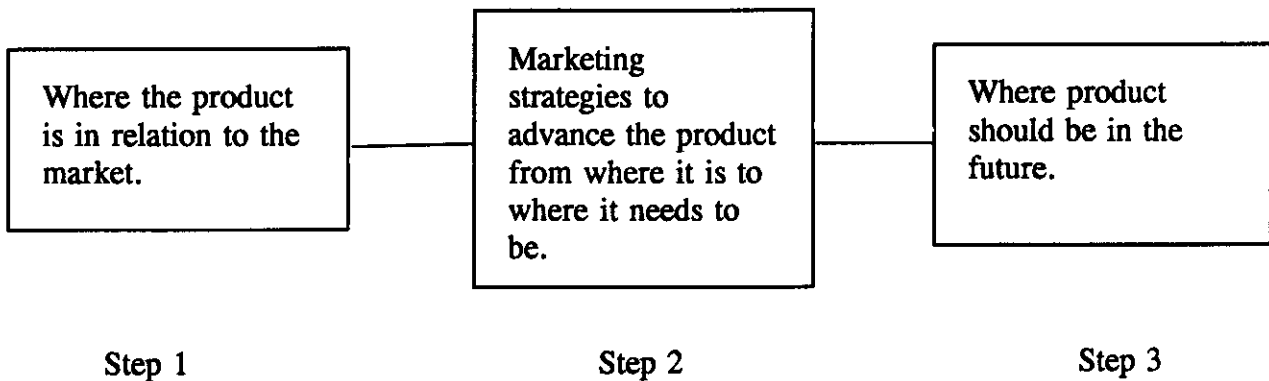 Where the product
is in relation to the
market.
Marketing
strategies to
advance the product
from where it is to
where it needs to
be.
Where product
should be in the
future.
Step 1
Step 2
Step 3